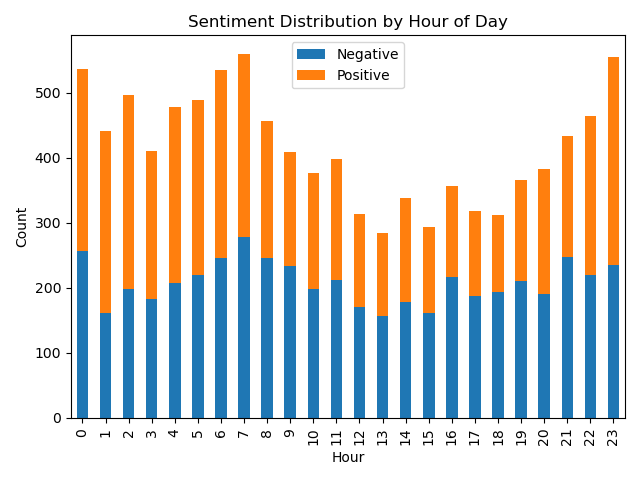 Sentiment Distribution by Hour of Day
Negative
Positive
Count
500
400
300
200
100
0
0 1 2 3 4 5 6 7 8 9 10 11 12 13 14 15 16 17 18 19 20 21 22 23
Hour